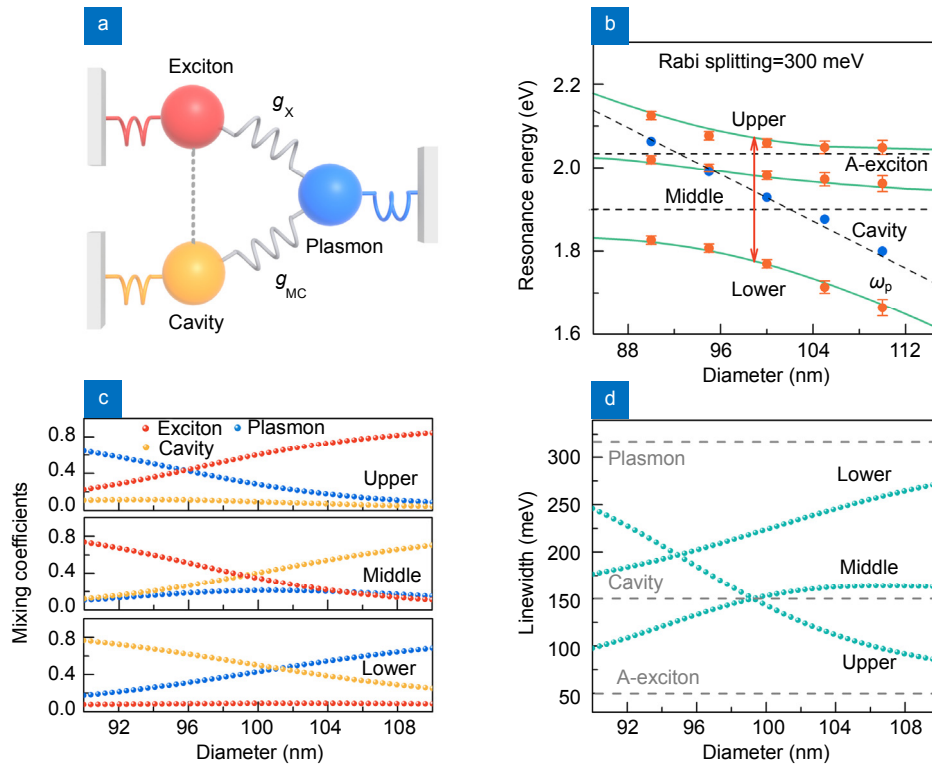 a
Exciton
g_X
Plasmon
g_MC
Cavity
b
Rabi splitting=300 meV
Resonance energy (eV)
2.2
2.0
1.8
1.6
Upper
A-exciton
Middle
Cavity
ω_p
Lower
88 96 104 112
Diameter (nm)
c
Mixing coefficients
Exciton Plasmon
Cavity
0.8
0.4
0.0
Upper
0.8
0.4
0.0
Middle
0.8
0.4
0.0
Lower
92 96 100 104 108
Diameter (nm)
d
Linewidth (meV)
300
250
200
150
100
50
Plasmon
Lower
Cavity
Middle
Upper
A-exciton
92 96 100 104 108
Diameter (nm)